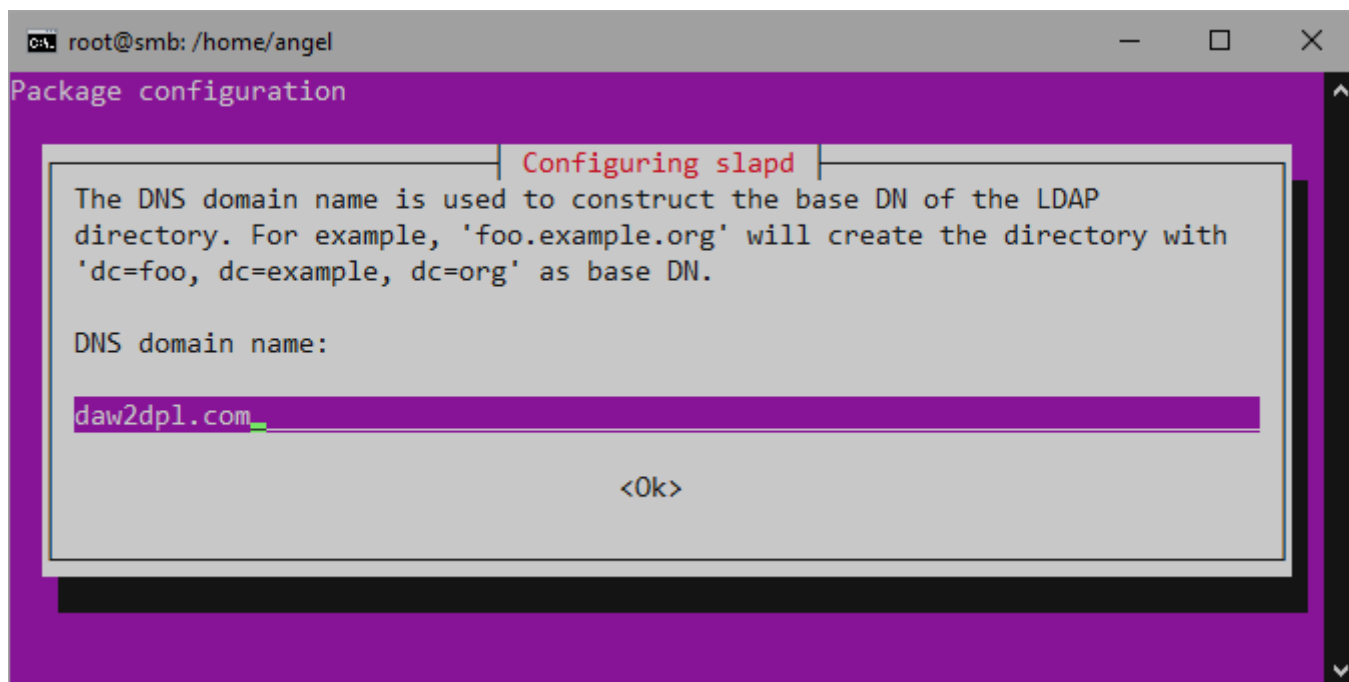 root@smb: /home/angel
Package configuration
Configuring slapd
The DNS domain name is used to construct the base DN of the LDAP
directory. For example, 'foo.example.org' will create the directory with
'dc=foo, dc=example, dc=org' as base DN.
DNS domain name:
daw2dpl.com
<Ok>